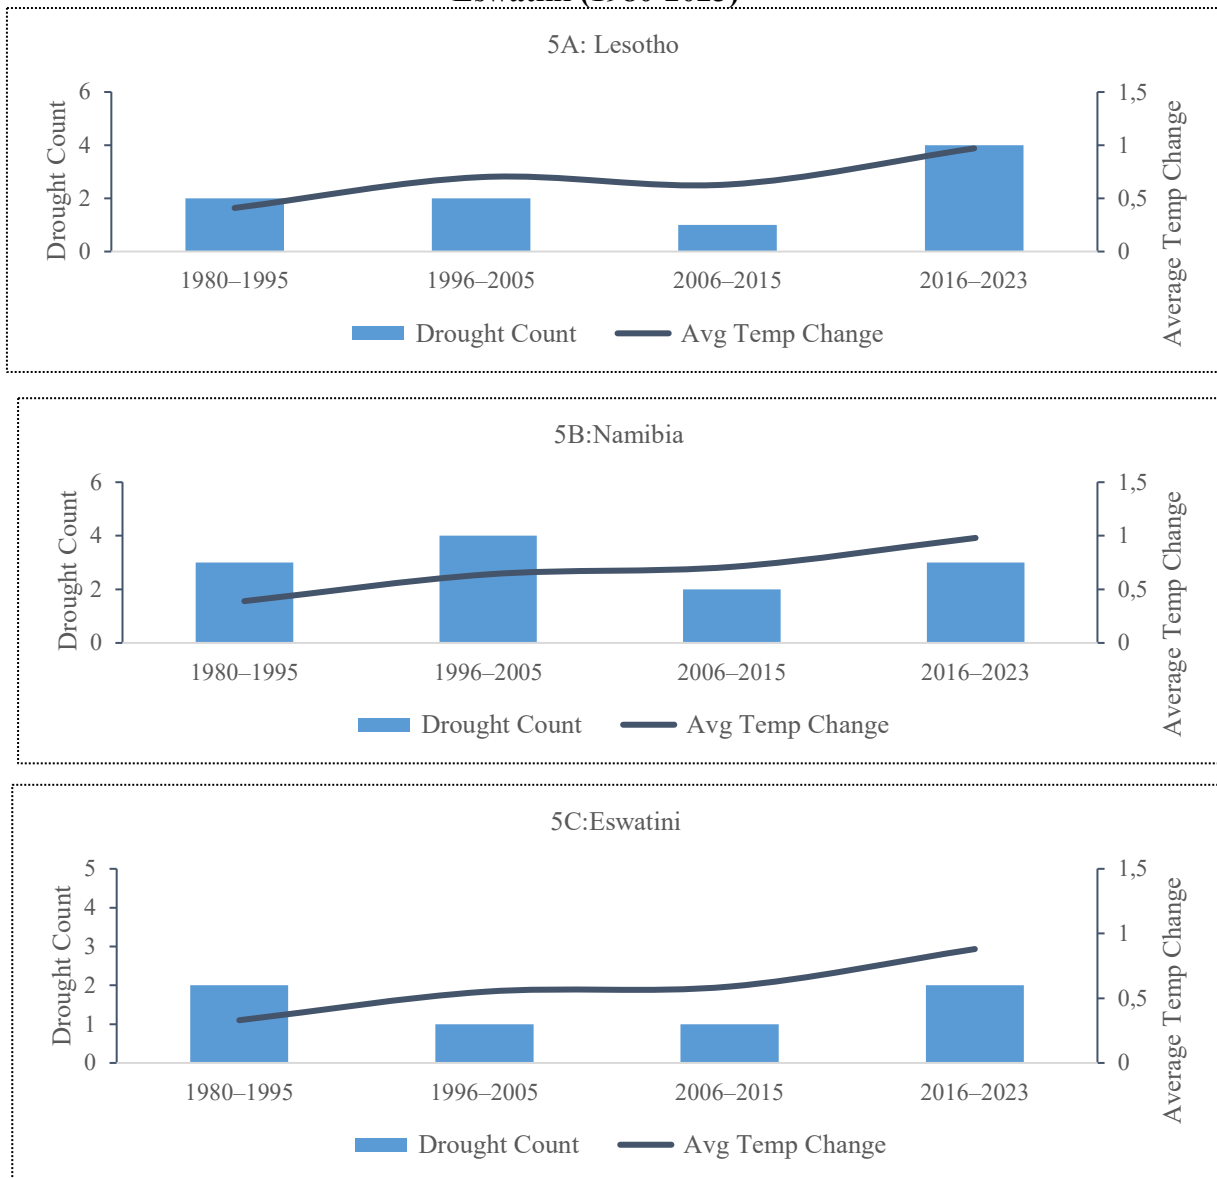 Eswatini (1980-2023)
5A: Lesotho
Drought Count
6
4
2
0
1,5
1
0,5
0
Average Temp Change
1980–1995 1996–2005 2006–2015 2016–2023
Drought Count Avg Temp Change
5B:Namibia
Drought Count
6
4
2
0
1,5
1
0,5
0
Average Temp Change
1980–1995 1996–2005 2006–2015 2016–2023
Drought Count Avg Temp Change
5C:Eswatini
Drought Count
5
4
3
2
1
0
1,5
1
0,5
0
Average Temp Change
1980–1995 1996–2005 2006–2015 2016–2023
Drought Count Avg Temp Change